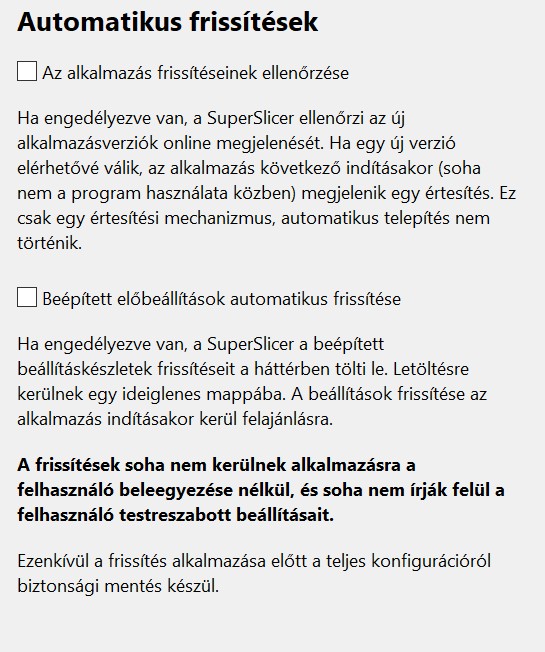 Automatikus frissítések
Az alkalmazás frissítéseinek ellenőrzése
Ha engedélyezve van, a SuperSlicer ellenőrzi az új
alkalmazásverziók online megjelenését. Ha egy új verzió
elérhetővé válik, az alkalmazás következő indításakor (soha
nem a program használata közben) megjelenik egy értesítés. Ez
csak egy értesítési mechanizmus, automatikus telepítés nem
történik.
Beépített előbeállítások automatikus frissítése
Ha engedélyezve van, a SuperSlicer a beépített
beállításkészletek frissítéseit a háttérben tölti le. Letöltésre
kerülnek egy ideiglenes mappába. A beállítások frissítése az
alkalmazás indításakor kerül felajánlásra.
A frissítések soha nem kerülnek alkalmazásra a
felhasználó beleegyezése nélkül, és soha nem írják felül a
felhasználó testreszabott beállításait.
Ezenkívül a frissítés alkalmazása előtt a teljes konfigurációról
biztonsági mentés készül.